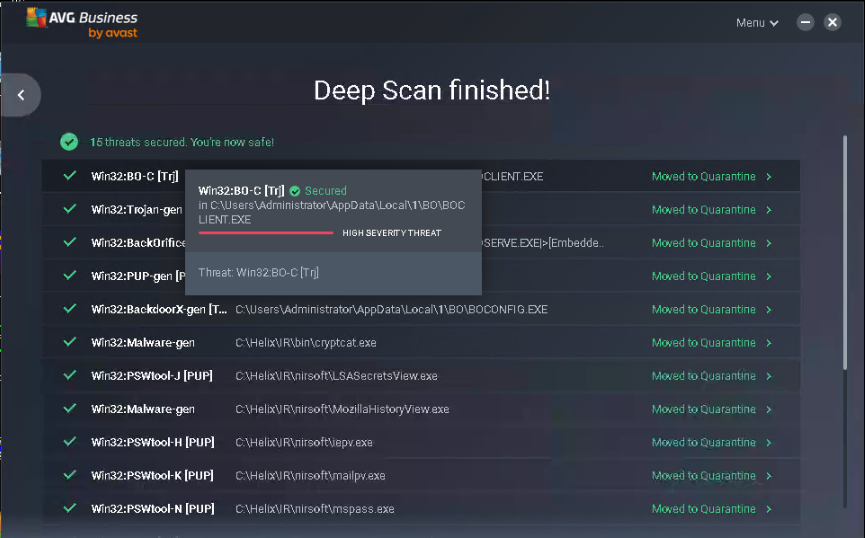 AVG Business
by avast
Menu
Deep Scan finished!
15 threats secured. You're now safe!
Win32:BO-C [Trj] CLIENT.EXE Moved to Quarantine
Win32:BO-C [Trj] Secured
in C:\Users\Administrator\AppData\Local\1\BO\BOC
LIENT.EXE
HIGH SEVERITY THREAT
Threat: Win32:BO-C [Trj]
Win32:Trojan-gen Moved to Quarantine
Win32:BackOrifice OSERVE.EXE|>[Embedde.. Moved to Quarantine
Win32:PUP-gen [P Moved to Quarantine
Win32:BackdoorX-gen [T... C:\Users\Administrator\AppData\Local\1\BO\BOCONFIG.EXE Moved to Quarantine
Win32:Malware-gen C:\Helix\IR\bin\cryptcat.exe Moved to Quarantine
Win32:PSWtool-J [PUP] C:\Helix\IR\nirsoft\LSASecretsView.exe Moved to Quarantine
Win32:Malware-gen C:\Helix\IR\nirsoft\MozillaHistoryView.exe Moved to Quarantine
Win32:PSWtool-H [PUP] C:\Helix\IR\nirsoft\iepv.exe Moved to Quarantine
Win32:PSWtool-K [PUP] C:\Helix\IR\nirsoft\mailpv.exe Moved to Quarantine
Win32:PSWtool-N [PUP] C:\Helix\IR\nirsoft\mspass.exe Moved to Quarantine